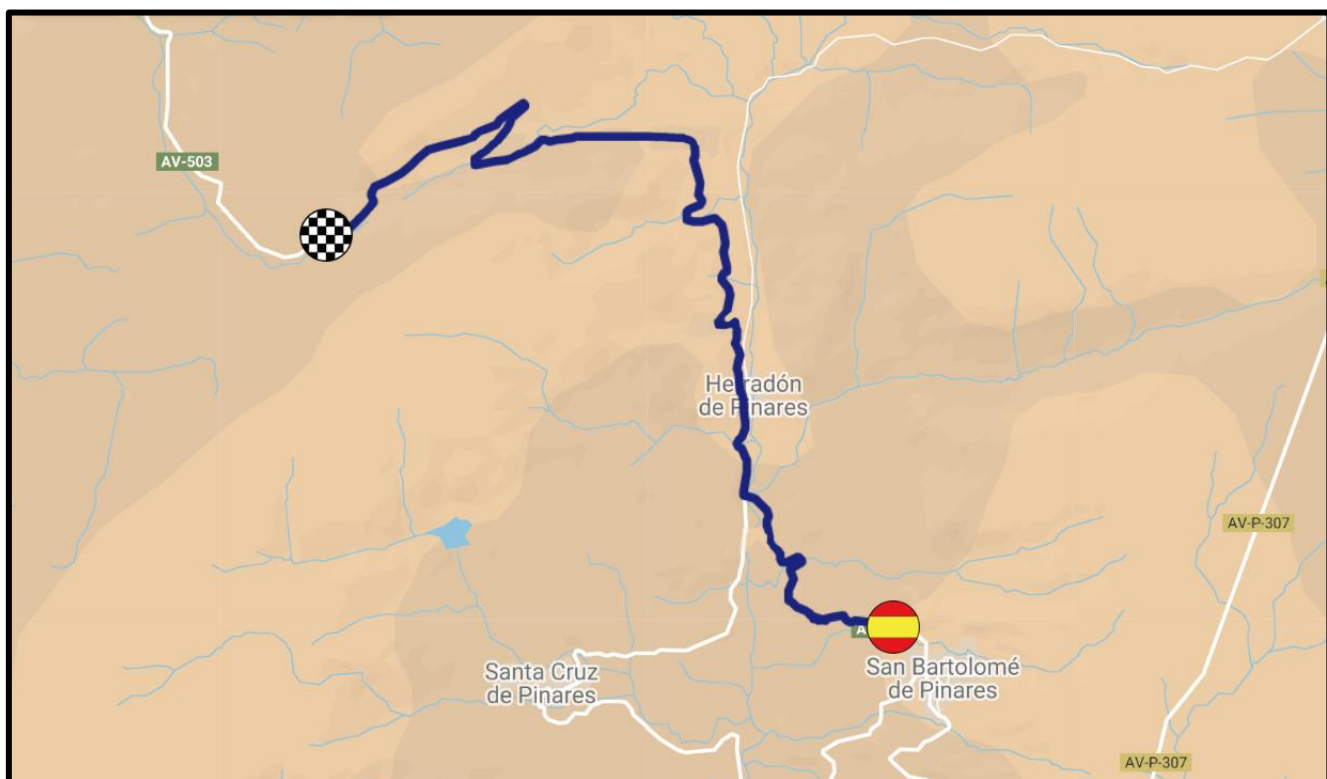 AV-503
Herradón
de Pinares
AV-P-307
San Bartolomé
de Pinares
Santa Cruz
de Pinares
AV-P-307